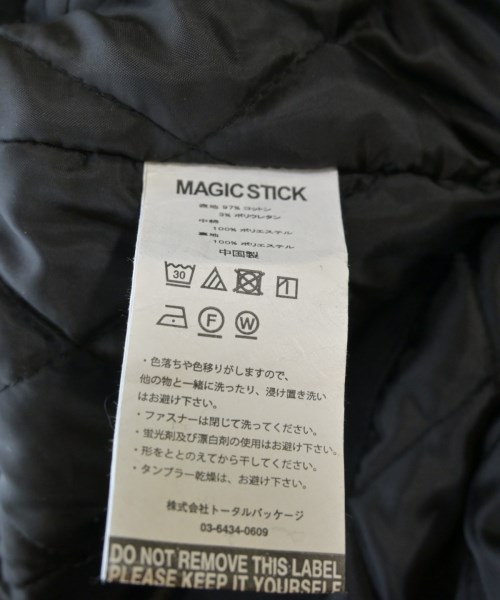 MAGIC STICK
表地 97% コットン
3% ポリウレタン
中綿
100% ポリエステル
裏地
100% ポリエステル
中国製
30
F W
・色落ちや色移りがしますので、
他の物と一緒に洗ったり、浸け置き洗い
はお避け下さい。
・ファスナーは閉じて洗ってください。
・蛍光剤及び漂白剤の使用はお避け下さい。
・形をととのえてから干してください。
・タンブラー乾燥は、お避け下さい。
株式会社トータルパッケージ
03-6434-0609
DO NOT REMOVE THIS LABEL
PLEASE KEEP IT YOURSELF